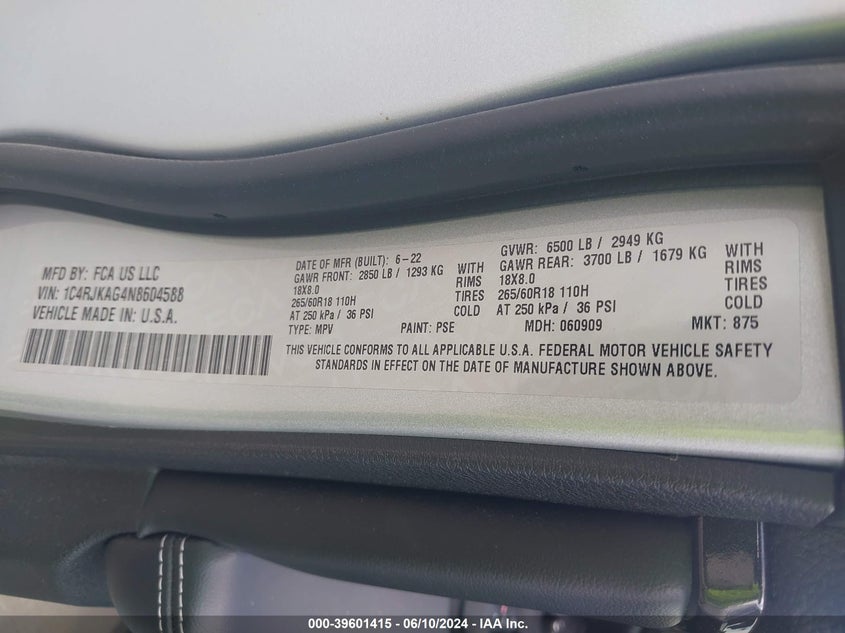 MFD BY: FCA US LLC
VIN: 1C4RJKAG4N8604588
VEHICLE MADE IN: U.S.A.
DATE OF MFR (BUILT): 6-22
GAWR FRONT: 2850 LB / 1293 KG WITH
18X8.0 RIMS
265/60R18 110H TIRES
AT 250 kPa / 36 PSI COLD
GVWR: 6500 LB / 2949 KG
GAWR REAR: 3700 LB / 1679 KG WITH
18X8.0 RIMS
265/60R18 110H TIRES
AT 250 kPa / 36 PSI COLD
TYPE: MPV PAINT: PSE MDH: 060909 MKT: 875
THIS VEHICLE CONFORMS TO ALL APPLICABLE U.S.A. FEDERAL MOTOR VEHICLE SAFETY
STANDARDS IN EFFECT ON THE DATE OF MANUFACTURE SHOWN ABOVE.
000-39601415 - 06/10/2024 - IAA Inc.